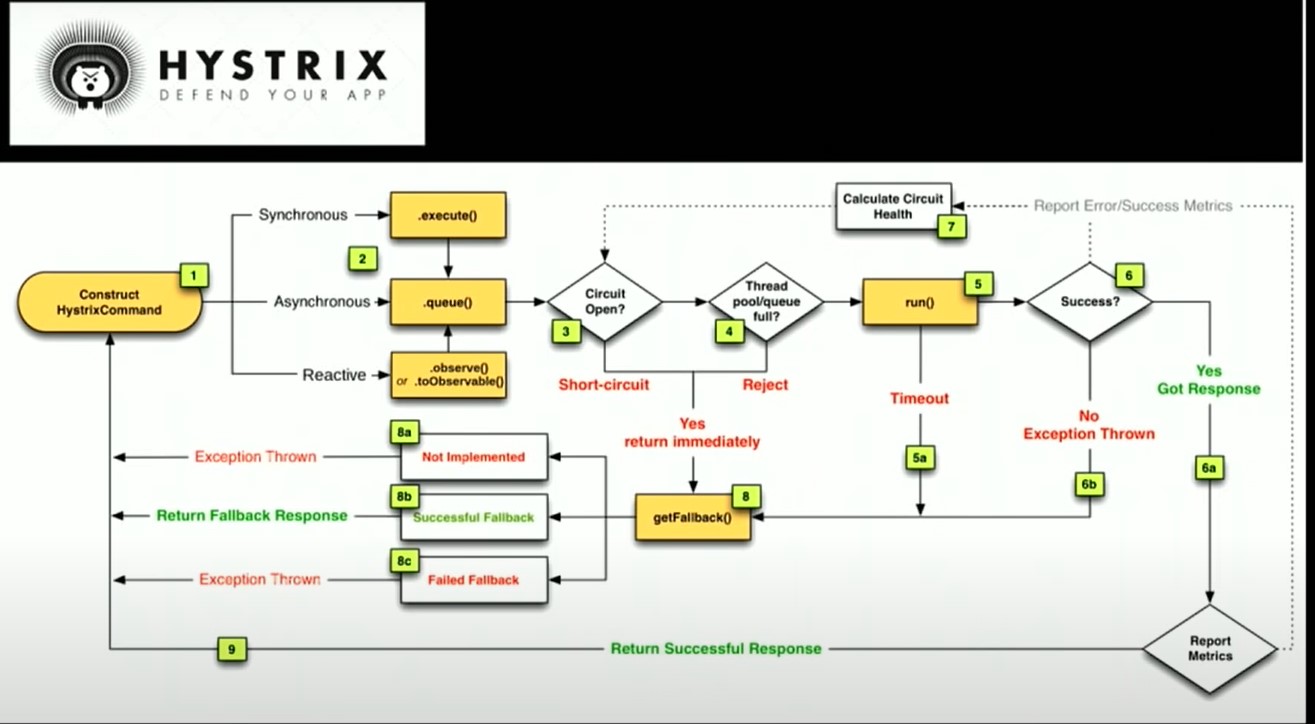 HYSTRIX
DEFEND YOUR APP
Synchronous
.execute()
Calculate Circuit
Health
7
Report Error/Success Metrics
1
2
Construct
HystrixCommand
Asynchronous
.queue()
Circuit
Open?
3
Thread
pool/queue
full?
4
run()
5
Success?
6
Reactive
.observe()
or .toObservable()
Short-circuit
Reject
Timeout
Yes
Got Response
Yes
return immediately
No
Exception Thrown
8a
Exception Thrown
Not Implemented
5a
6b
6a
8b
Return Fallback Response
Successful Fallback
getFallback()
8
8c
Exception Thrown
Failed Fallback
9
Return Successful Response
Report
Metrics